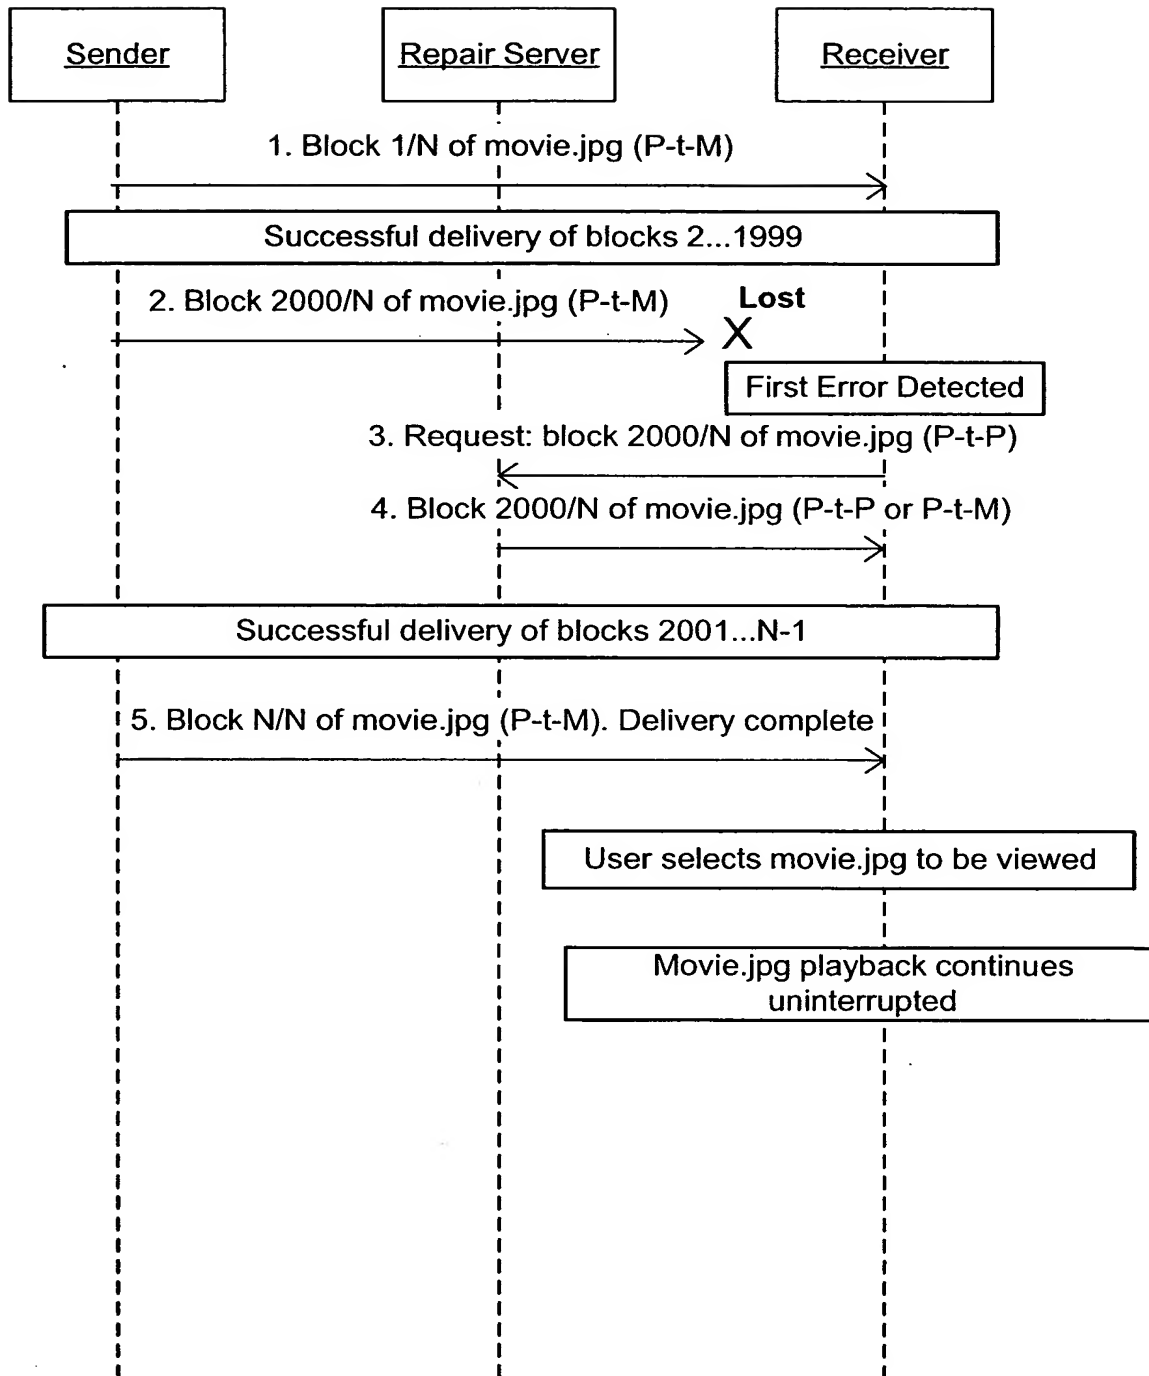 Sender
Repair Server
Receiver
1. Block 1/N of movie.jpg (P-t-M)
Successful delivery of blocks 2...1999
2. Block 2000/N of movie.jpg (P-t-M)
Lost
X
First Error Detected
3. Request: block 2000/N of movie.jpg (P-t-P)
4. Block 2000/N of movie.jpg (P-t-P or P-t-M)
Successful delivery of blocks 2001...N-1
5. Block N/N of movie.jpg (P-t-M). Delivery complete
User selects movie.jpg to be viewed
Movie.jpg playback continues
uninterrupted